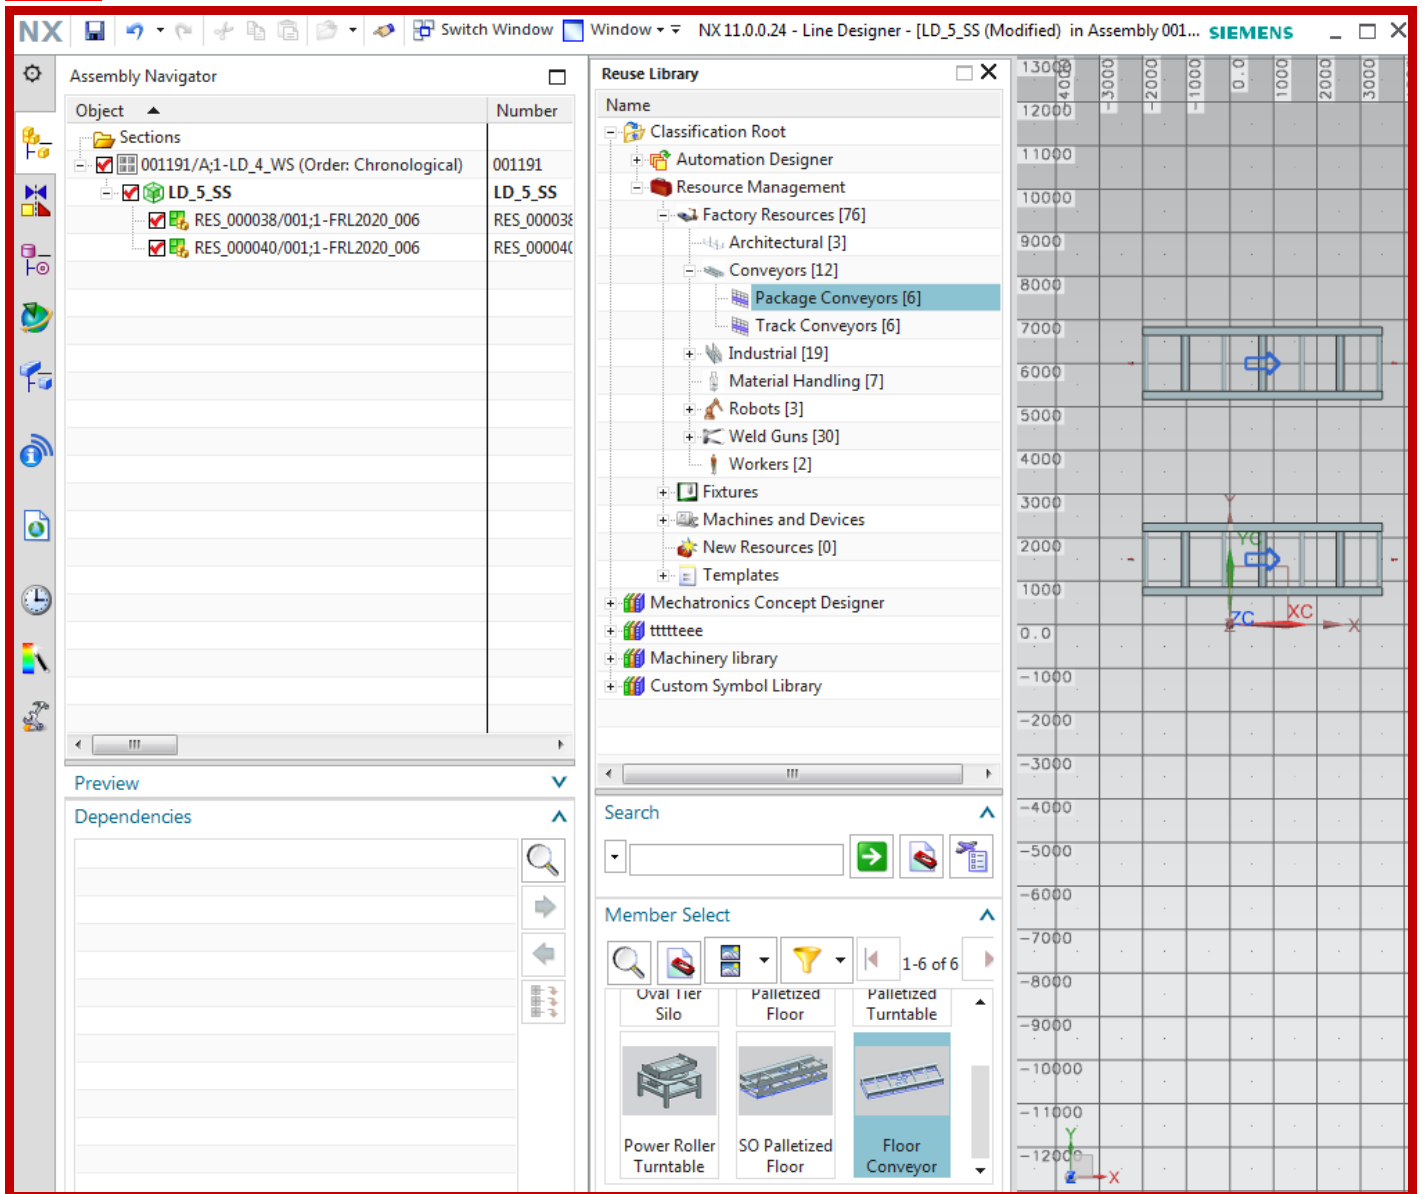 NX
Switch Window
Window
NX 11.0.0.24 - Line Designer - [LD_5_SS (Modified) in Assembly 001...
SIEMENS
Assembly Navigator
Object
Number
Sections
001191/A;1-LD_4_WS (Order: Chronological)
001191
LD_5_SS
LD_5_SS
RES_000038/001;1-FRL2020_006
RES_000038
RES_000040/001;1-FRL2020_006
RES_000040
Preview
Dependencies
Reuse Library
Name
Classification Root
Automation Designer
Resource Management
Factory Resources [76]
Architectural [3]
Conveyors [12]
Package Conveyors [6]
Track Conveyors [6]
Industrial [19]
Material Handling [7]
Robots [3]
Weld Guns [30]
Workers [2]
Fixtures
Machines and Devices
New Resources [0]
Templates
Mechatronics Concept Designer
ttttteee
Machinery library
Custom Symbol Library
Search
Member Select
1-6 of 6
Oval Tier
Silo
Palletized
Floor
Palletized
Turntable
Power Roller
Turntable
SO Palletized
Floor
Floor
Conveyor
-4000
-3000
-2000
-1000
0.0
1000
2000
3000
13000
12000
11000
10000
9000
8000
7000
6000
5000
4000
3000
2000
1000
0.0
-1000
-2000
-3000
-4000
-5000
-6000
-7000
-8000
-9000
-10000
-11000
-12000
Y
YC
ZC
XC
Z
X
Y
Z
X